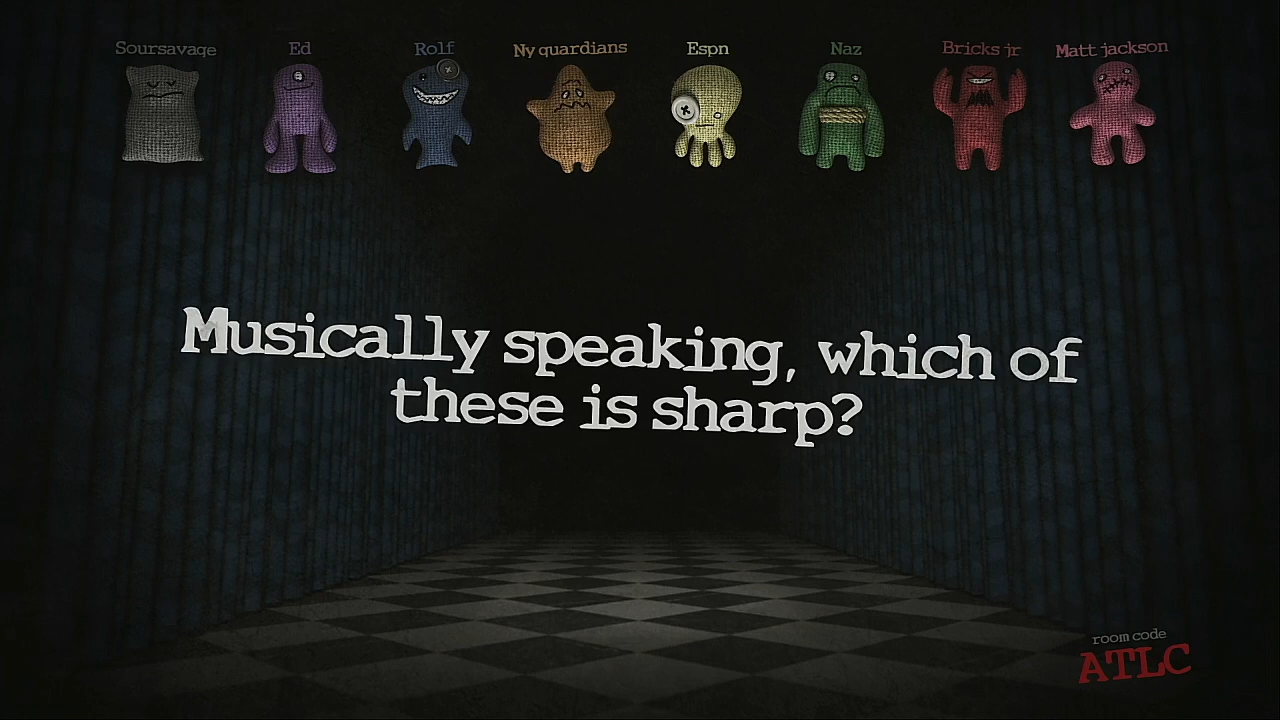 Soursavage Ed Rolf Ny quardians Espn Naz Bricks jr Matt jackson
Musically speaking, which of
these is sharp?
room code
ATLC